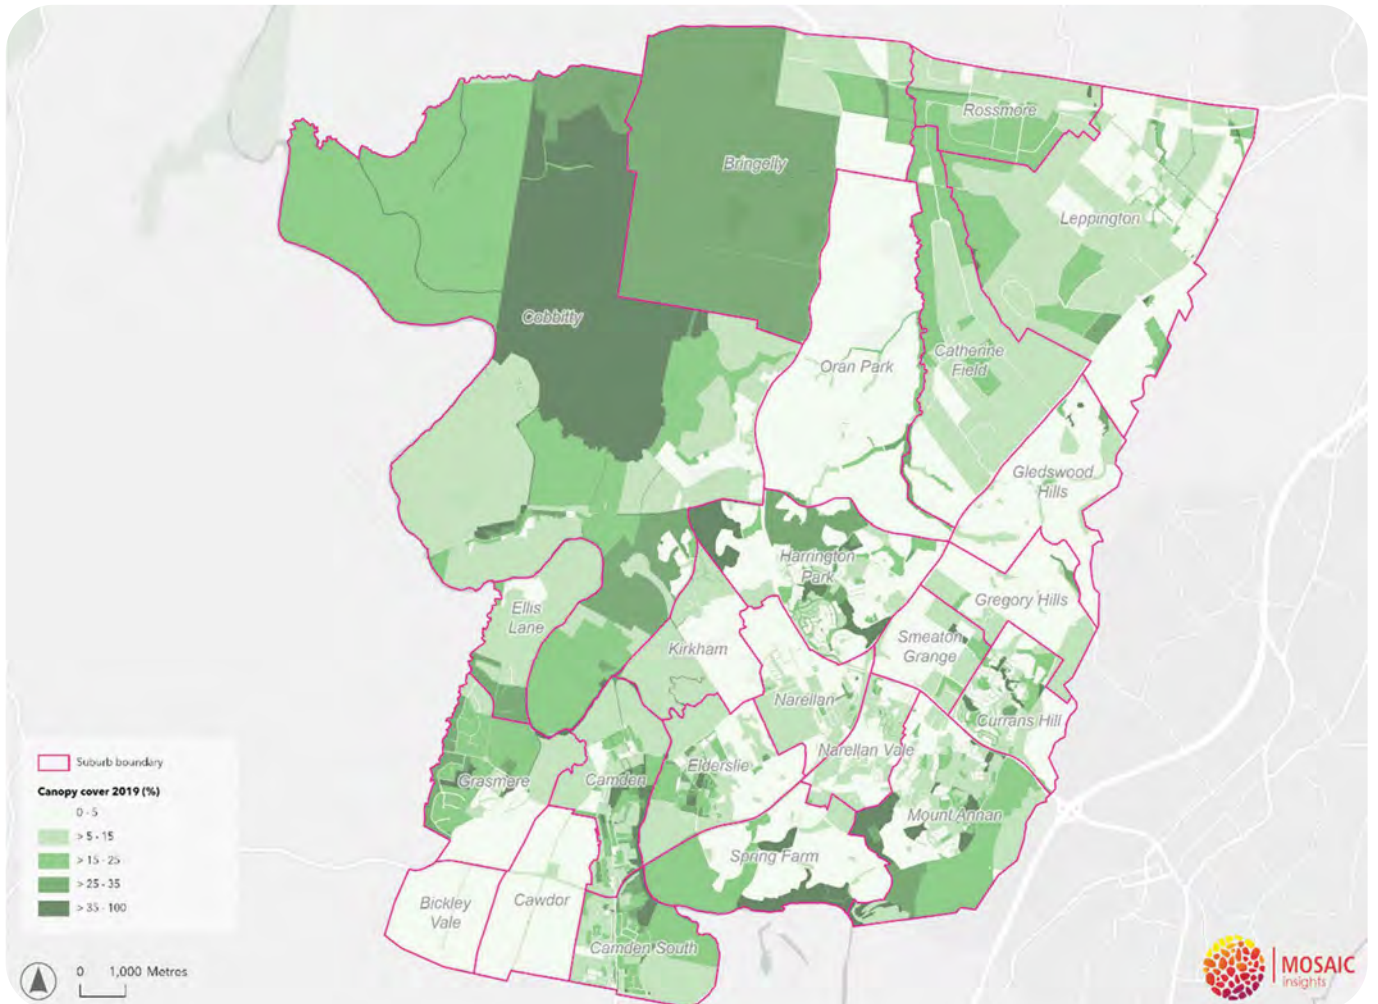 Rossmore
Bringelly
Leppington
Cobbitty
Oran Park
Catherine
Field
Gledswood
Hills
Harrington
Park
Gregory Hills
Ellis
Lane
Smeaton
Grange
Kirkham
Narellan
Currans Hill
Narellan Vale
Elderslie
Grasmere
Camden
Mount Annan
Spring Farm
Bickley
Vale
Cawdor
Camden South
Suburb boundary
Canopy cover 2019 (%)
0 - 5
> 5 - 15
> 15 - 25
> 25 - 35
> 35 - 100
0 1,000 Metres
MOSAIC
insights